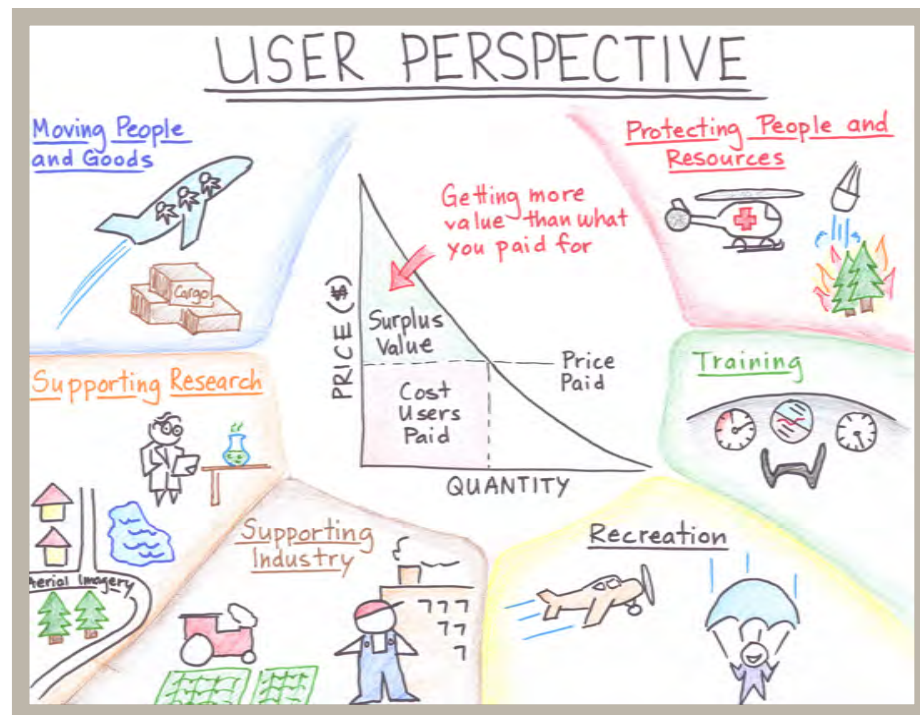 USER PERSPECTIVE
Moving People
and Goods
Cargo
Protecting People and
Resources
Getting more
value than what
you paid for
PRICE ($)
Surplus
Value
Price
Paid
Cost
Users
Paid
QUANTITY
Supporting Research
Training
Aerial Imagery
Supporting
Industry
Recreation